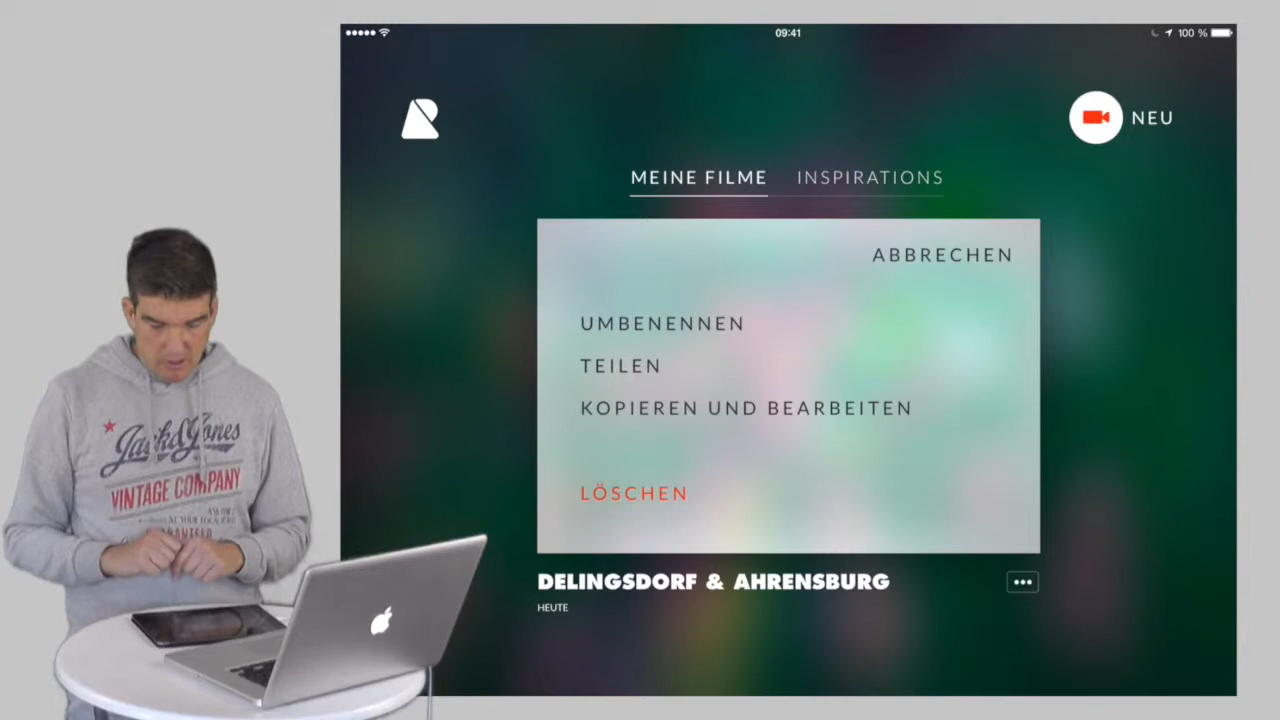 09:41
100 %
NEU
MEINE FILME
INSPIRATIONS
ABBRECHEN
UMBENENNEN
TEILEN
KOPIEREN UND BEARBEITEN
LÖSCHEN
DELINGSDORF & AHRENSBURG
HEUTE
Jack & Jones
VINTAGE COMPANY